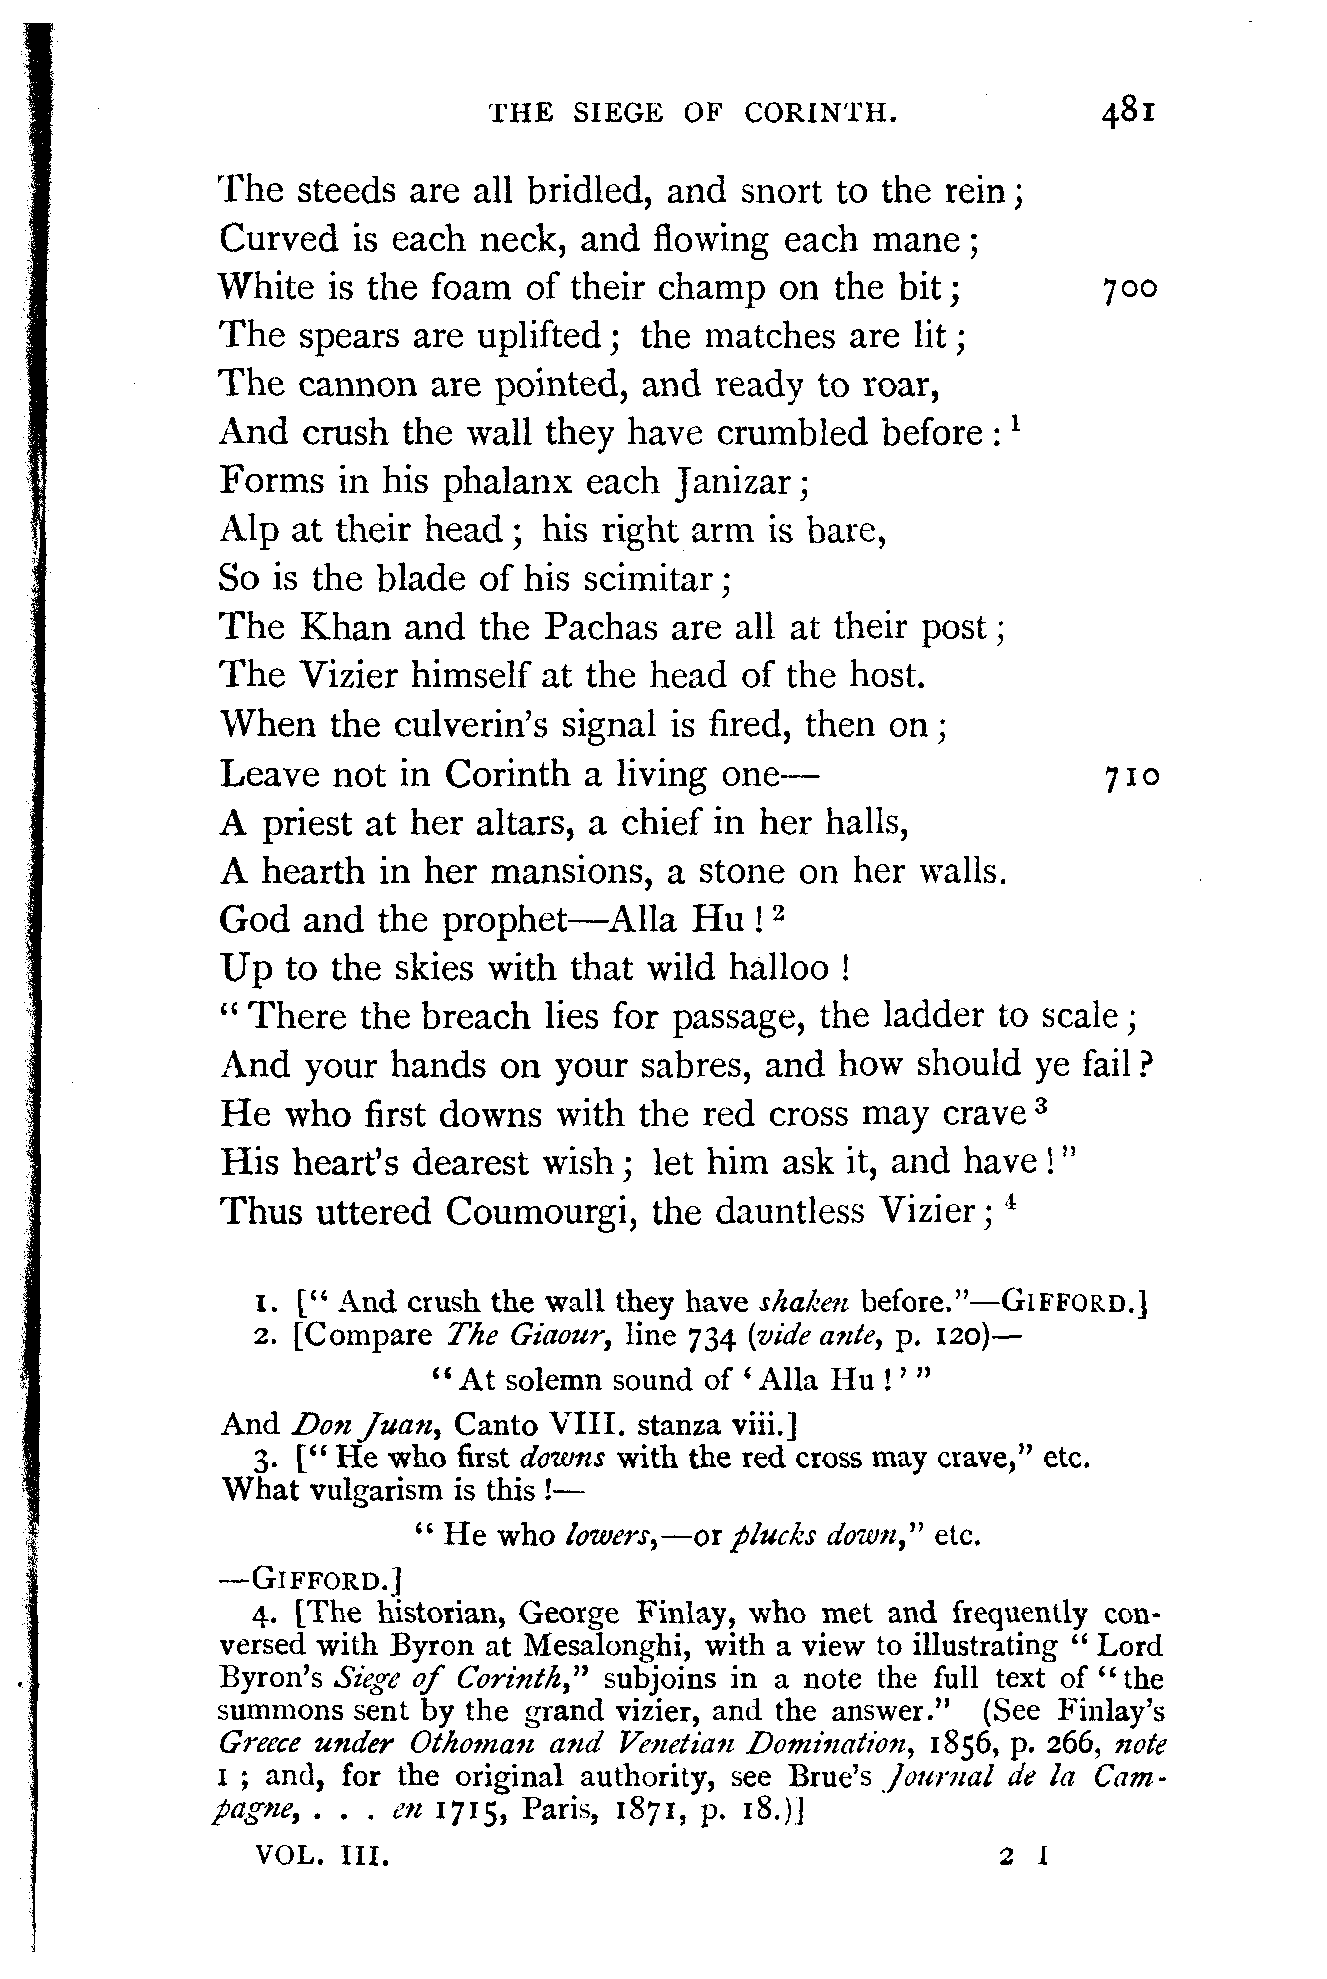 THE SIEGE OF CORINTH. 481
The steeds are all bridled, and snort to the rein;
Curved is each neck, and flowing each mane;
White is the foam of their champ on the bit; 700
The spears are uplifted; the matches are lit;
The cannon are pointed, and ready to roar,
And crush the wall they have crumbled before:¹
Forms in his phalanx each Janizar;
Alp at their head; his right arm is bare,
So is the blade of his scimitar;
The Khan and the Pachas are all at their post;
The Vizier himself at the head of the host.
When the culverin's signal is fired, then on;
Leave not in Corinth a living one— 710
A priest at her altars, a chief in her halls,
A hearth in her mansions, a stone on her walls.
God and the prophet—Alla Hu!²
Up to the skies with that wild halloo!
"There the breach lies for passage, the ladder to scale;
And your hands on your sabres, and how should ye fail?
He who first downs with the red cross may crave³
His heart's dearest wish; let him ask it, and have!"
Thus uttered Coumourgi, the dauntless Vizier;⁴
1. ["And crush the wall they have shaken before."—GIFFORD.]
2. [Compare The Giaour, line 734 (vide ante, p. 120)—
"At solemn sound of 'Alla Hu!'"
And Don Juan, Canto VIII. stanza viii.]
3. ["He who first downs with the red cross may crave," etc.
What vulgarism is this!—
"He who lowers,—or plucks down," etc.
—GIFFORD.]
4. [The historian, George Finlay, who met and frequently con-
versed with Byron at Mesalonghi, with a view to illustrating "Lord
Byron's Siege of Corinth," subjoins in a note the full text of "the
summons sent by the grand vizier, and the answer." (See Finlay's
Greece under Othoman and Venetian Domination, 1856, p. 266, note
1; and, for the original authority, see Brue's Journal de la Cam-
pagne, . . . en 1715, Paris, 1871, p. 18.)]
VOL. III. 2 I